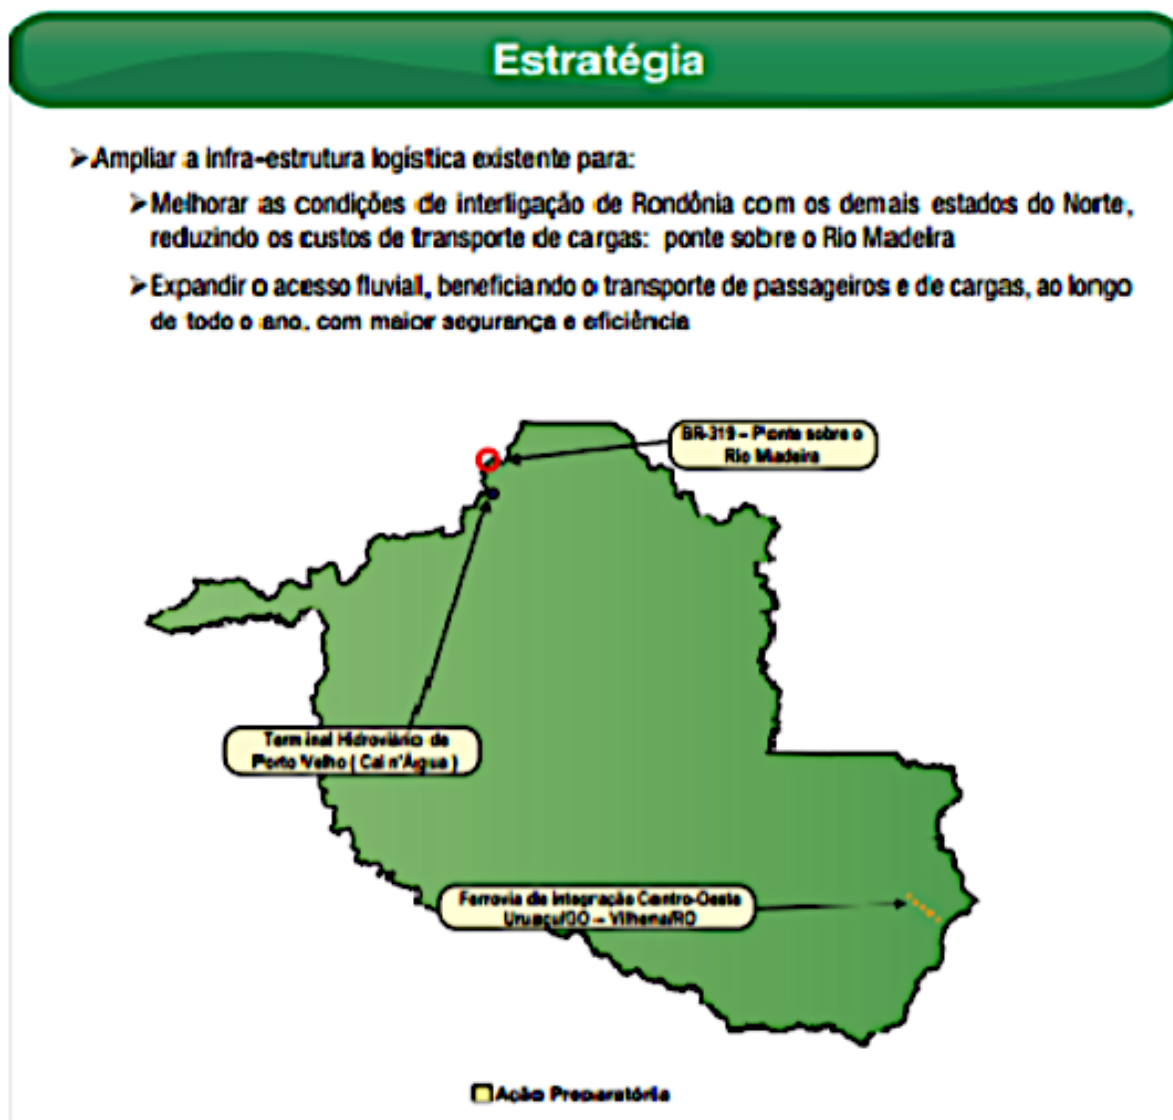 Estratégia
➤Ampliar a infra-estrutura logística existente para:
➤Melhorar as condições de interligação de Rondônia com os demais estados do Norte,
reduzindo os custos de transporte de cargas: ponte sobre o Rio Madeira
➤Expandir o acesso fluvial, beneficiando o transporte de passageiros e de cargas, ao longo
de todo o ano, com maior segurança e eficiência
BR-319 – Ponte sobre o
Rio Madeira
Terminal Hidroviário de
Porto Velho ( Cai n'Água )
Ferrovia de Integração Centro-Oeste
Uruaçu/GO – Vilhena/RO
Ação Preparatória